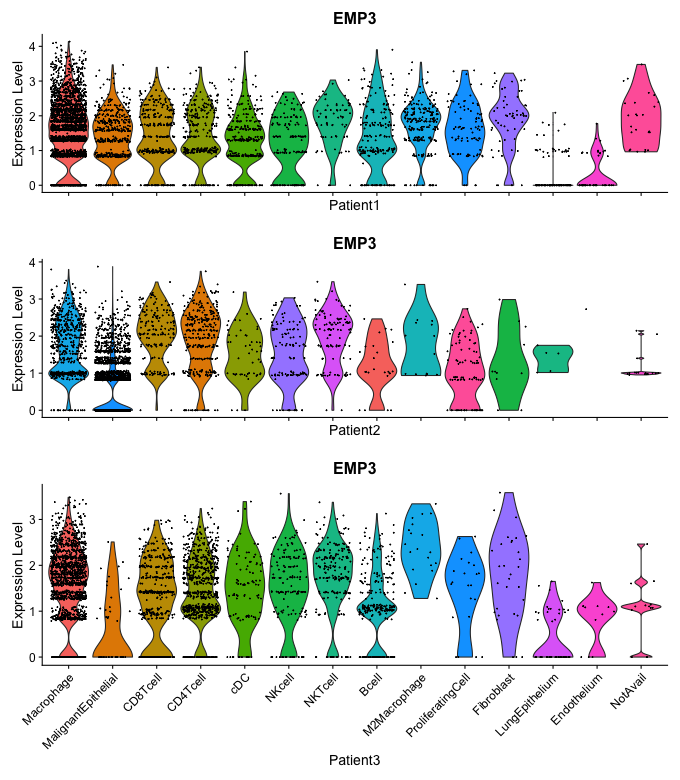 EMP3
Expression Level
4
3
2
1
0
Patient1
EMP3
Expression Level
4
3
2
1
0
Patient2
EMP3
Expression Level
3
2
1
0
Macrophage
MalignantEpithelial
CD8Tcell
CD4Tcell
cDC
NKcell
NKTcell
Bcell
M2Macrophage
ProliferatingCell
Fibroblast
LungEpithelium
Endothelium
NotAvail
Patient3